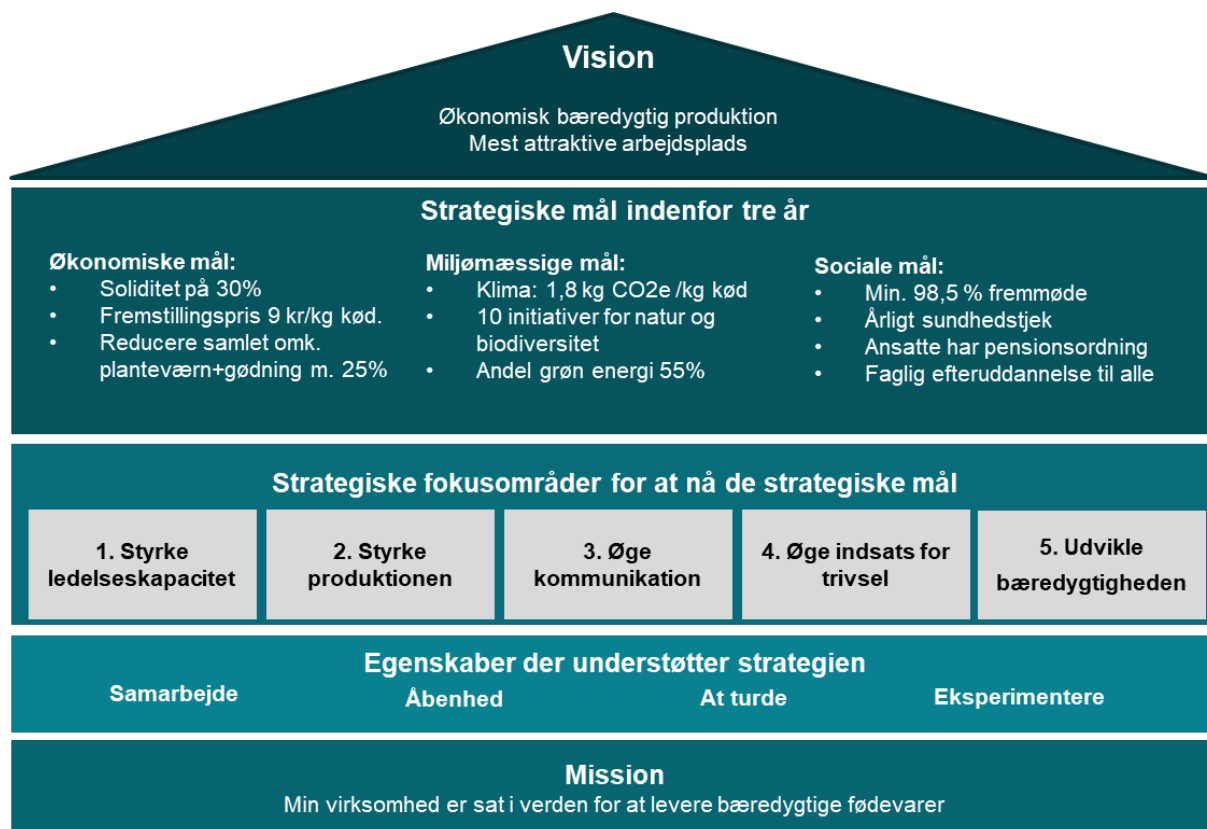 Vision
Økonomisk bæredygtig produktion
Mest attraktive arbejdsplads
Strategiske mål indenfor tre år
Økonomiske mål:
• Soliditet på 30%
• Fremstillingspris 9 kr/kg kød.
• Reducere samlet omk.
planteværn+gødning m. 25%
Miljømæssige mål:
• Klima: 1,8 kg CO2e /kg kød
• 10 initiativer for natur og
biodiversitet
• Andel grøn energi 55%
Sociale mål:
• Min. 98,5 % fremmøde
• Årligt sundhedstjek
• Ansatte har pensionsordning
• Faglig efteruddannelse til alle
Strategiske fokusområder for at nå de strategiske mål
1. Styrke
ledelseskapacitet
2. Styrke
produktionen
3. Øge
kommunikation
4. Øge indsats for
trivsel
5. Udvikle
bæredygtigheden
Egenskaber der understøtter strategien
Samarbejde
Åbenhed
At turde
Eksperimentere
Mission
Min virksomhed er sat i verden for at levere bæredygtige fødevarer